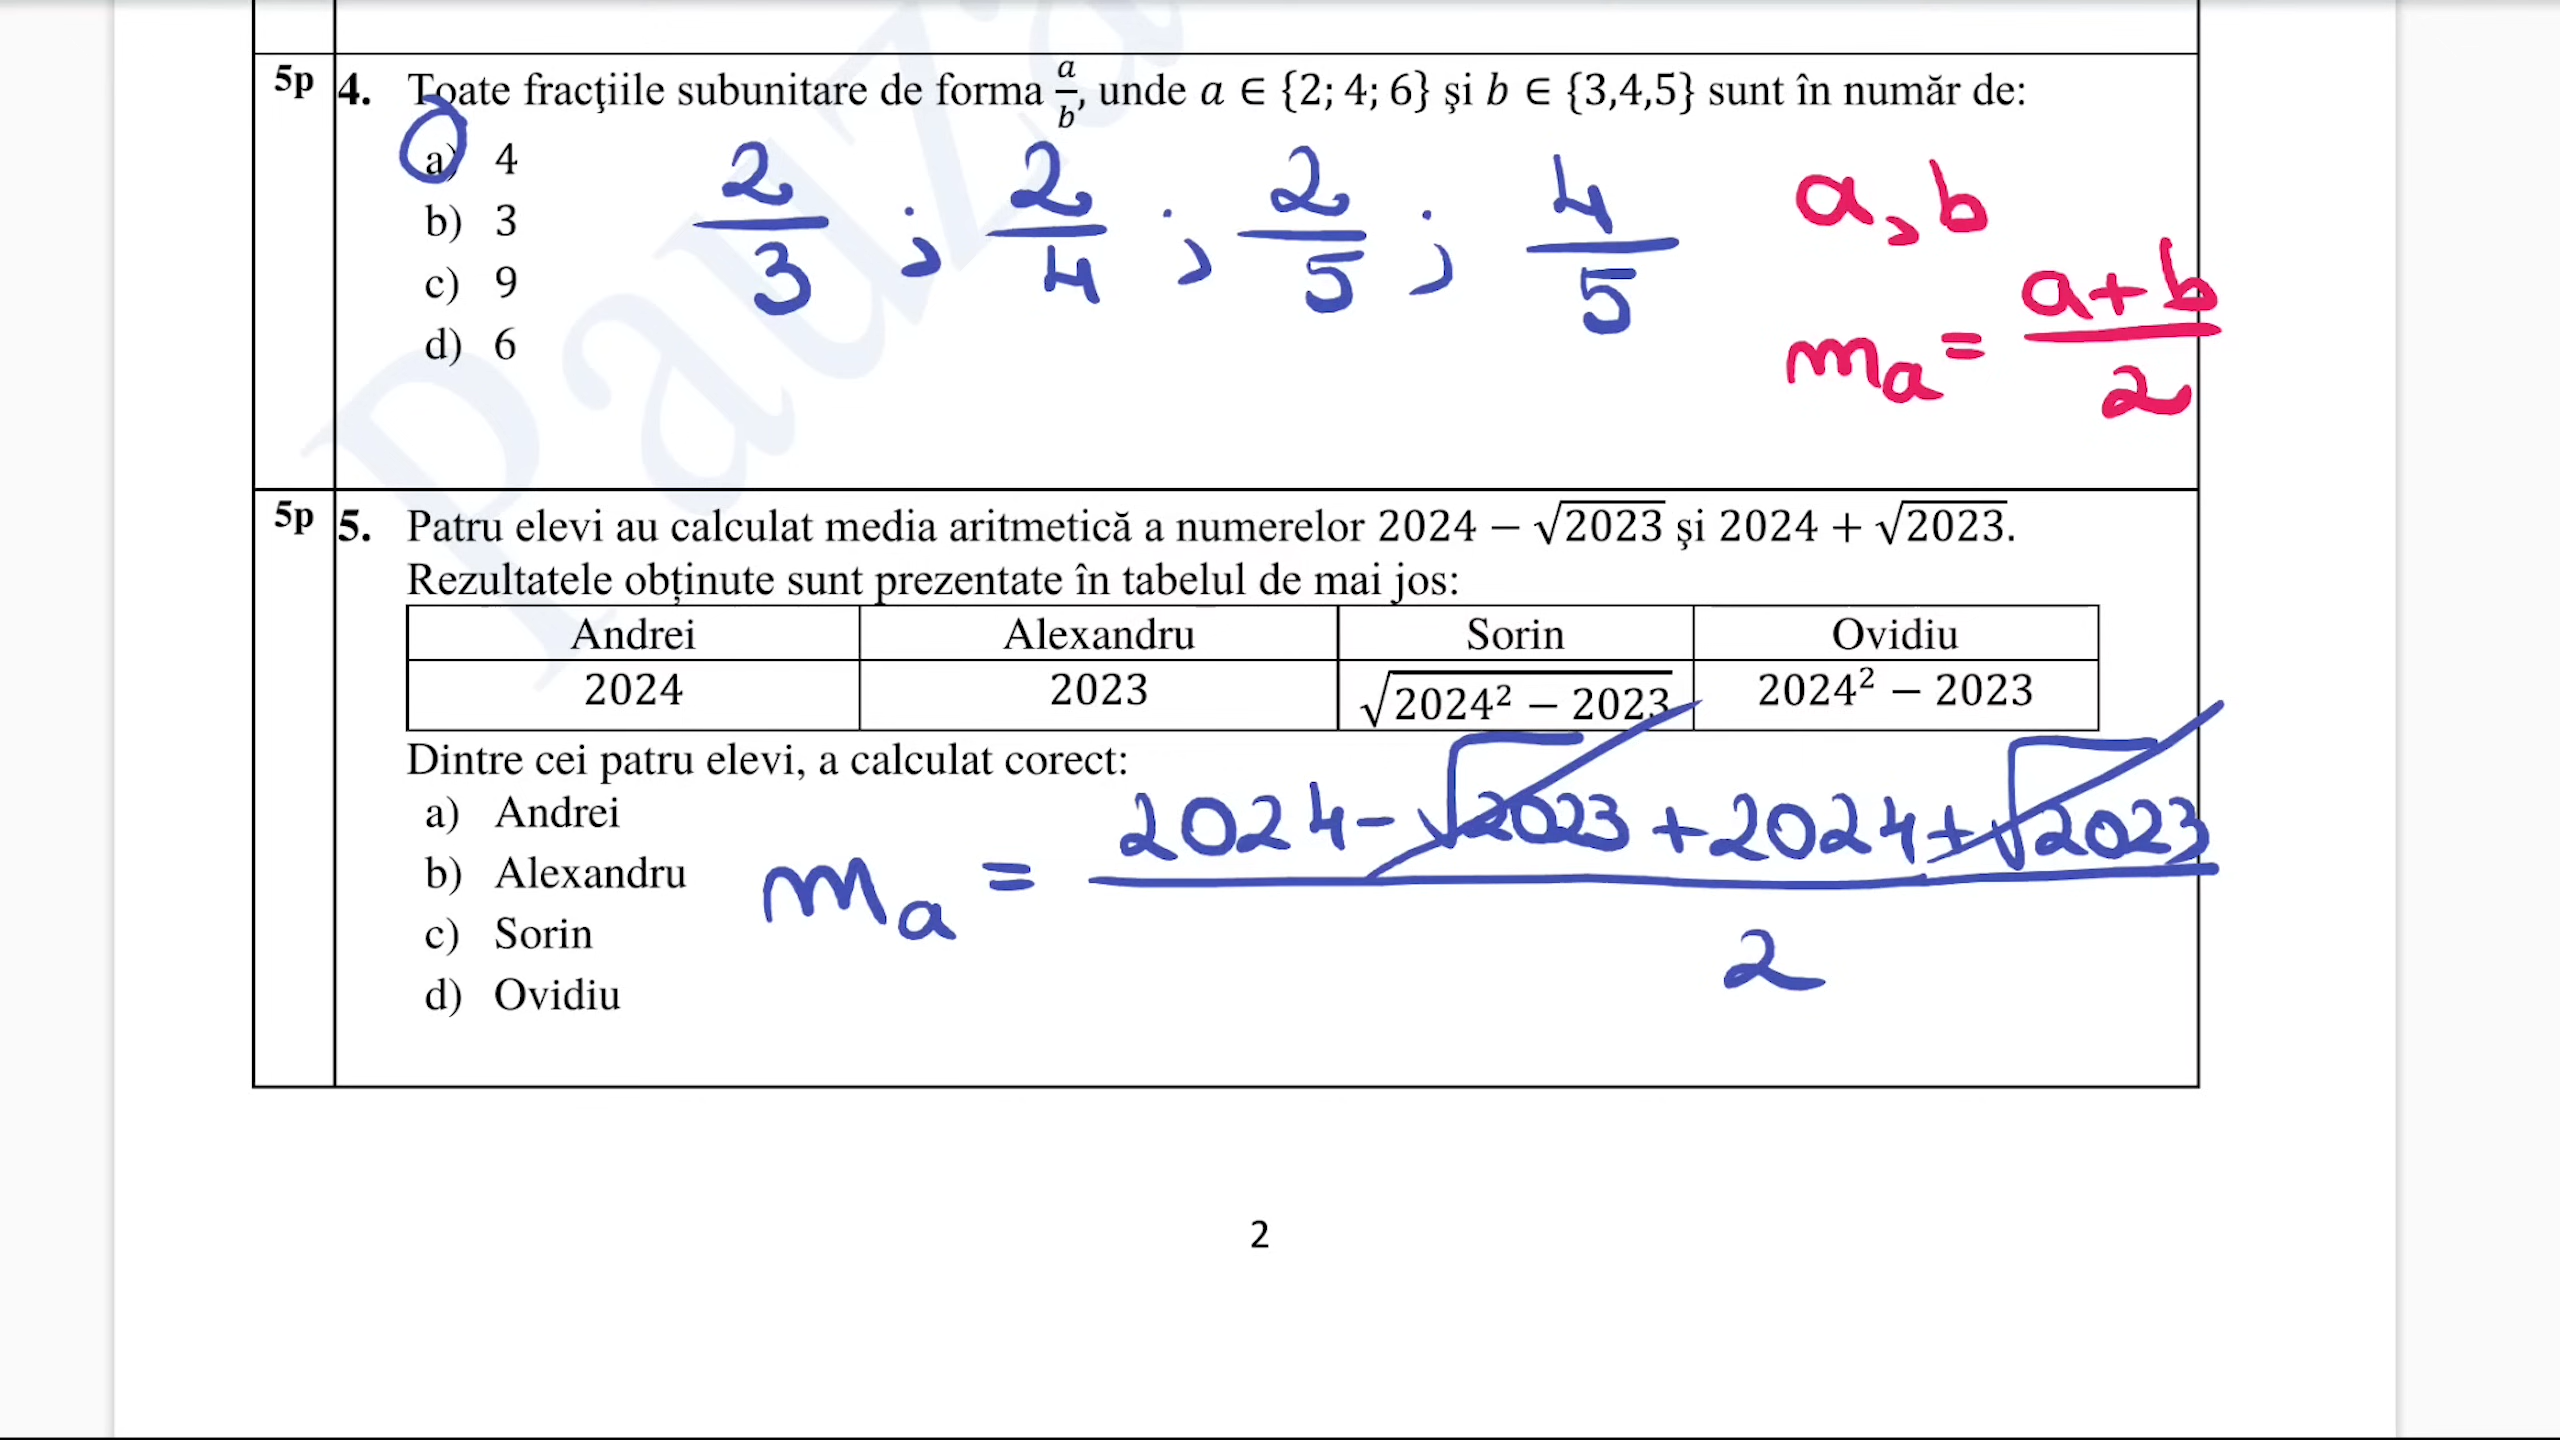 5p 4. Toate fracţiile subunitare de forma a/b, unde a ∈ {2; 4; 6} şi b ∈ {3,4,5} sunt în număr de:
a) 4
b) 3
c) 9
d) 6
2/3 ; 2/4 ; 2/5 ; 4/5
a, b
m_a = (a+b)/2
5p 5. Patru elevi au calculat media aritmetică a numerelor 2024 − √2023 şi 2024 + √2023.
Rezultatele obţinute sunt prezentate în tabelul de mai jos:
Andrei Alexandru Sorin Ovidiu
2024 2023 √(2024² − 2023) 2024² − 2023
Dintre cei patru elevi, a calculat corect:
a) Andrei
b) Alexandru
c) Sorin
d) Ovidiu
m_a = (2024 - √2023 + 2024 + √2023)/2
2
Pauza